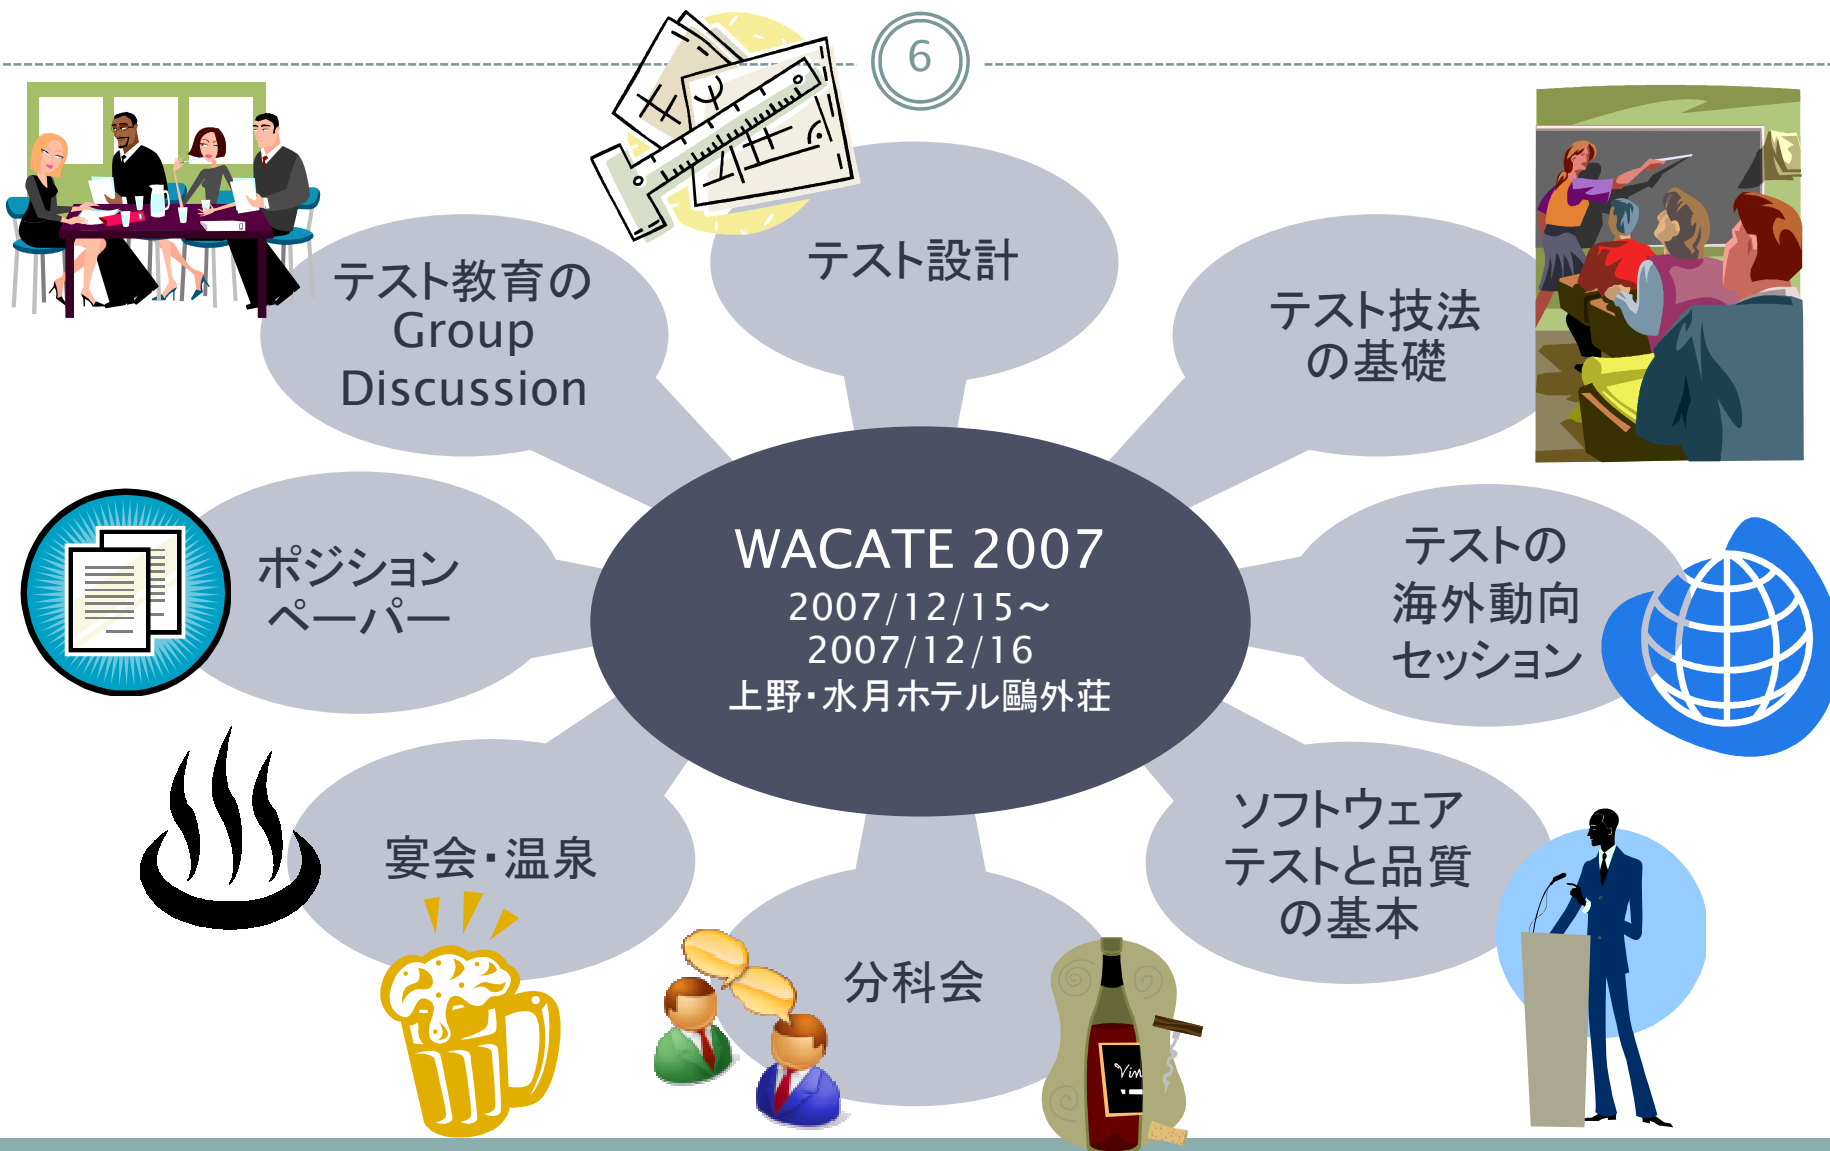 6
テスト設計
テスト教育の
Group
Discussion
テスト技法
の基礎
ポジション
ペーパー
WACATE 2007
2007/12/15～
2007/12/16
上野・水月ホテル鷗外荘
テストの
海外動向
セッション
宴会・温泉
ソフトウェア
テストと品質
の基本
分科会
Vin